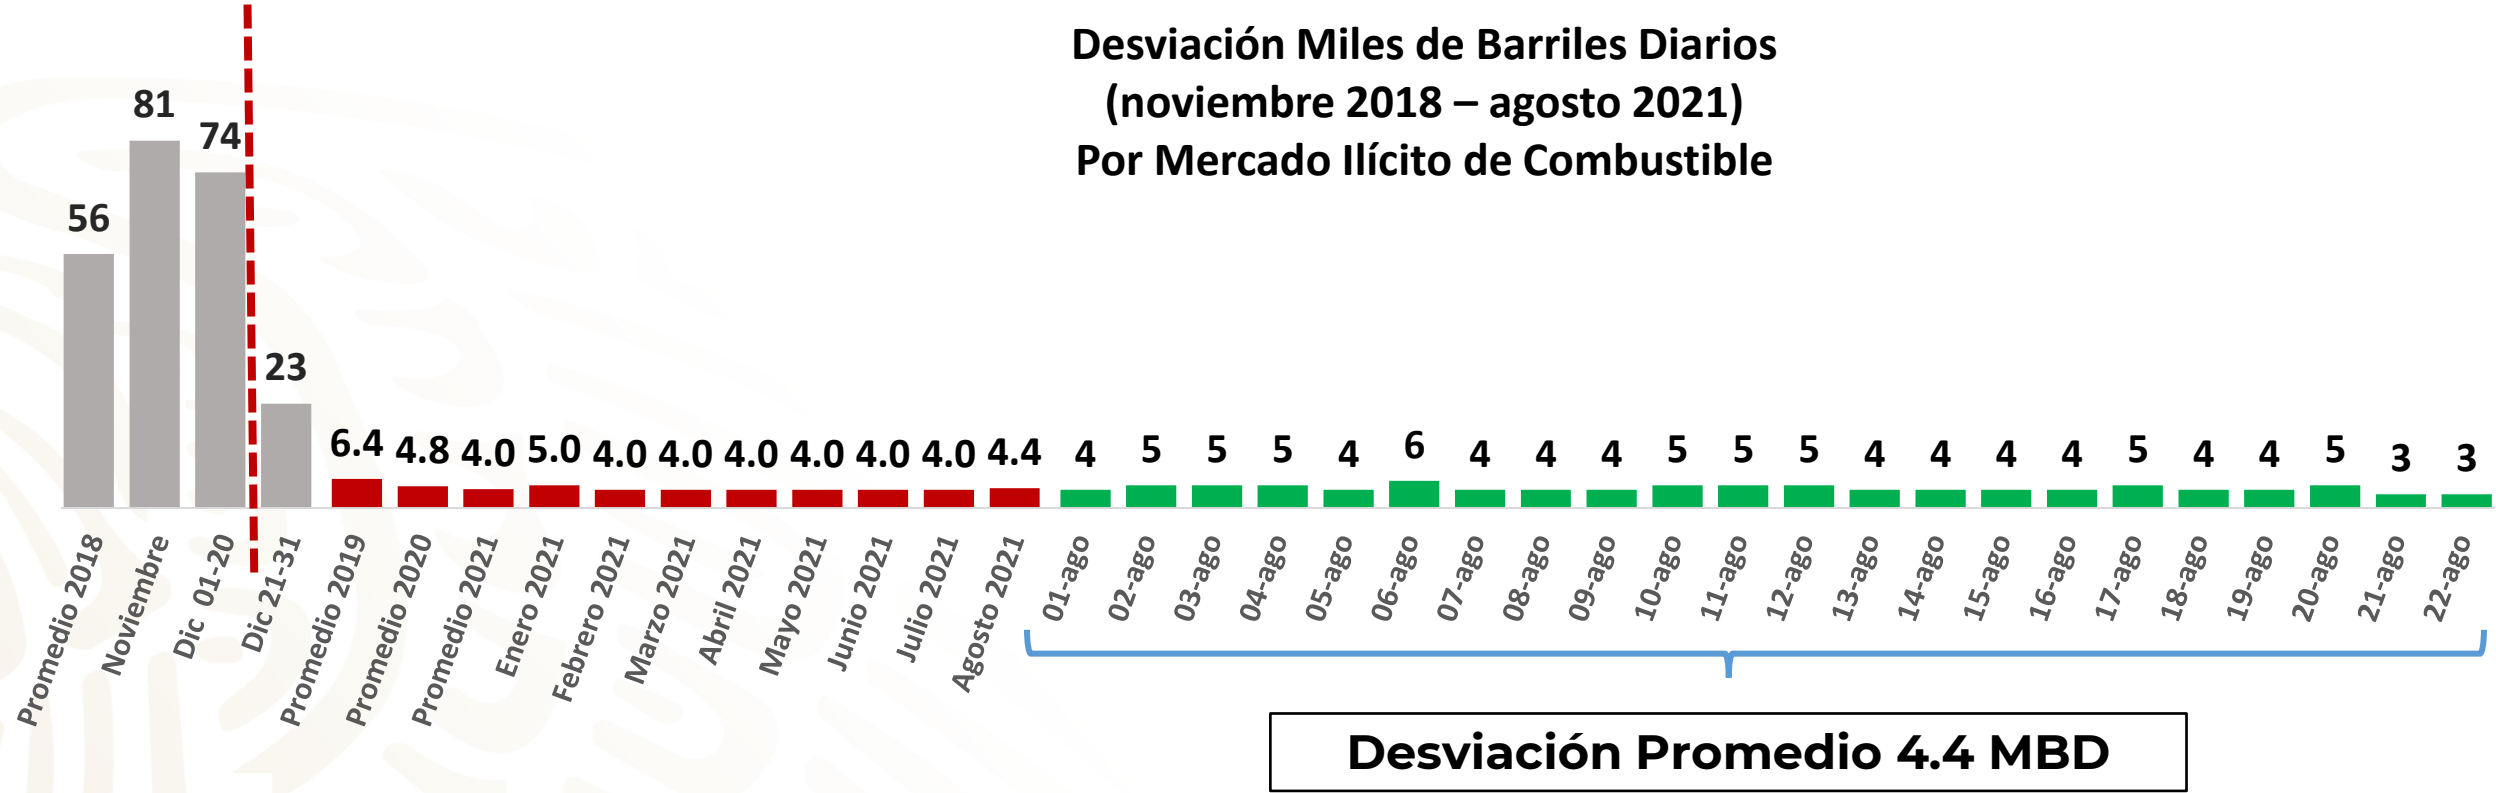 Desviación Miles de Barriles Diarios
(noviembre 2018 – agosto 2021)
Por Mercado Ilícito de Combustible
56
81
74
23
6.4
4.8
4.0
5.0
4.0
4.0
4.0
4.0
4.0
4.0
4.4
4
5
5
5
4
6
4
4
4
5
5
5
4
4
4
4
5
4
4
5
3
3
Promedio 2018
Noviembre
Dic 01-20
Dic 21-31
Promedio 2019
Promedio 2020
Promedio 2021
Enero 2021
Febrero 2021
Marzo 2021
Abril 2021
Mayo 2021
Junio 2021
Julio 2021
Agosto 2021
01-ago
02-ago
03-ago
04-ago
05-ago
06-ago
07-ago
08-ago
09-ago
10-ago
11-ago
12-ago
13-ago
14-ago
15-ago
16-ago
17-ago
18-ago
19-ago
20-ago
21-ago
22-ago
Desviación Promedio 4.4 MBD